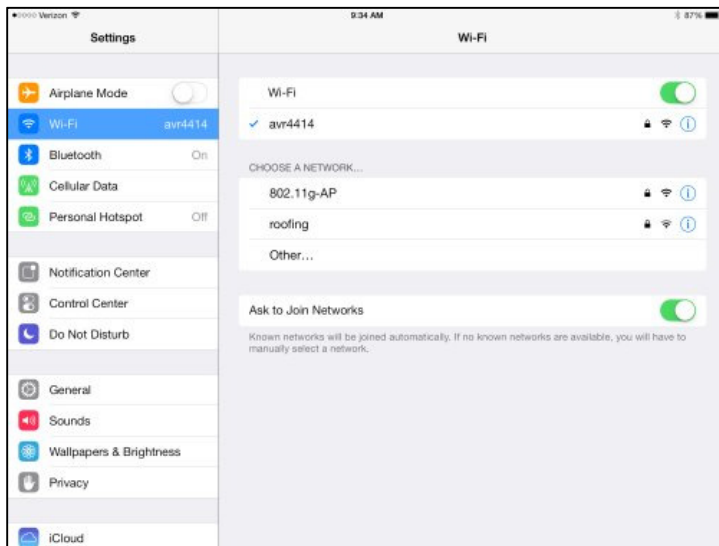 Verizon
9:34 AM
87%
Settings
Wi-Fi
Airplane Mode
Wi-Fi avr4414
Bluetooth On
Cellular Data
Personal Hotspot Off
Notification Center
Control Center
Do Not Disturb
General
Sounds
Wallpapers & Brightness
Privacy
iCloud
Wi-Fi
avr4414
CHOOSE A NETWORK...
802.11g-AP
roofing
Other...
Ask to Join Networks
Known networks will be joined automatically. If no known networks are available, you will have to
manually select a network.